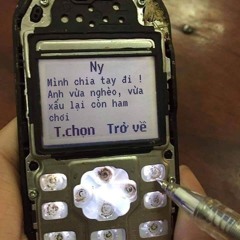 Ny
Mình chia tay đi !
Anh vừa nghèo, vừa
xấu lại còn ham
chơi
T.chọn Trở về